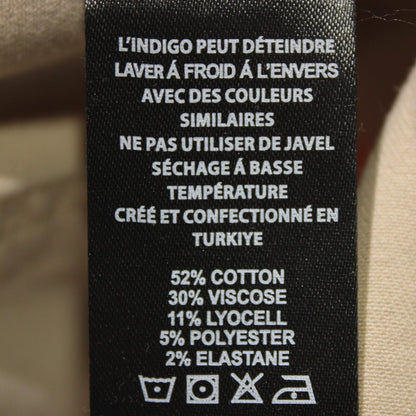 L'INDIGO PEUT DÉTEINDRE
LAVER Á FROID Á L'ENVERS
AVEC DES COULEURS
SIMILAIRES
NE PAS UTILISER DE JAVEL
SÉCHAGE Á BASSE
TEMPÉRATURE
CRÉÉ ET CONFECTIONNÉ EN
TURKIYE
52% COTTON
30% VISCOSE
11% LYOCELL
5% POLYESTER
2% ELASTANE